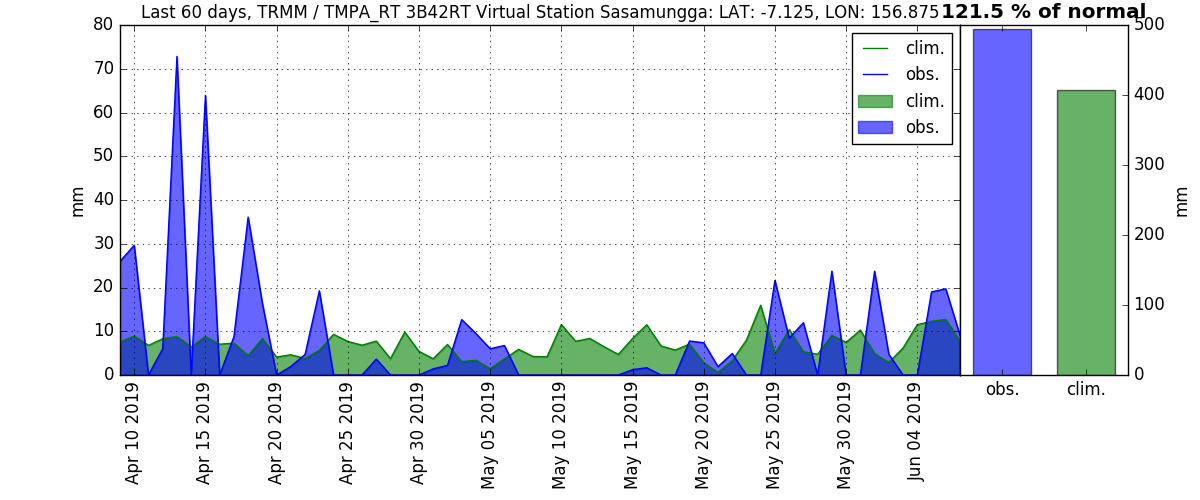 Last 60 days, TRMM / TMPA_RT 3B42RT Virtual Station Sasamungga: LAT: -7.125, LON: 156.875
121.5 % of normal
80
70
60
50
40
30
20
10
0
mm
clim.
obs.
clim.
obs.
500
400
300
200
100
0
mm
Apr 10 2019
Apr 15 2019
Apr 20 2019
Apr 25 2019
Apr 30 2019
May 05 2019
May 10 2019
May 15 2019
May 20 2019
May 25 2019
May 30 2019
Jun 04 2019
obs.
clim.